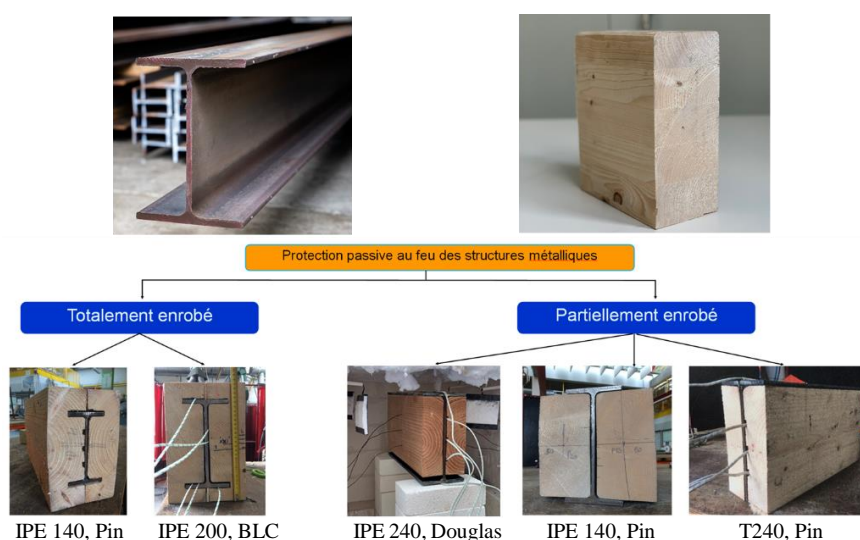 Protection passive au feu des structures métalliques
Totalement enrobé
Partiellement enrobé
IPE 140, Pin
IPE 200, BLC
IPE 240, Douglas
IPE 140, Pin
T240, Pin